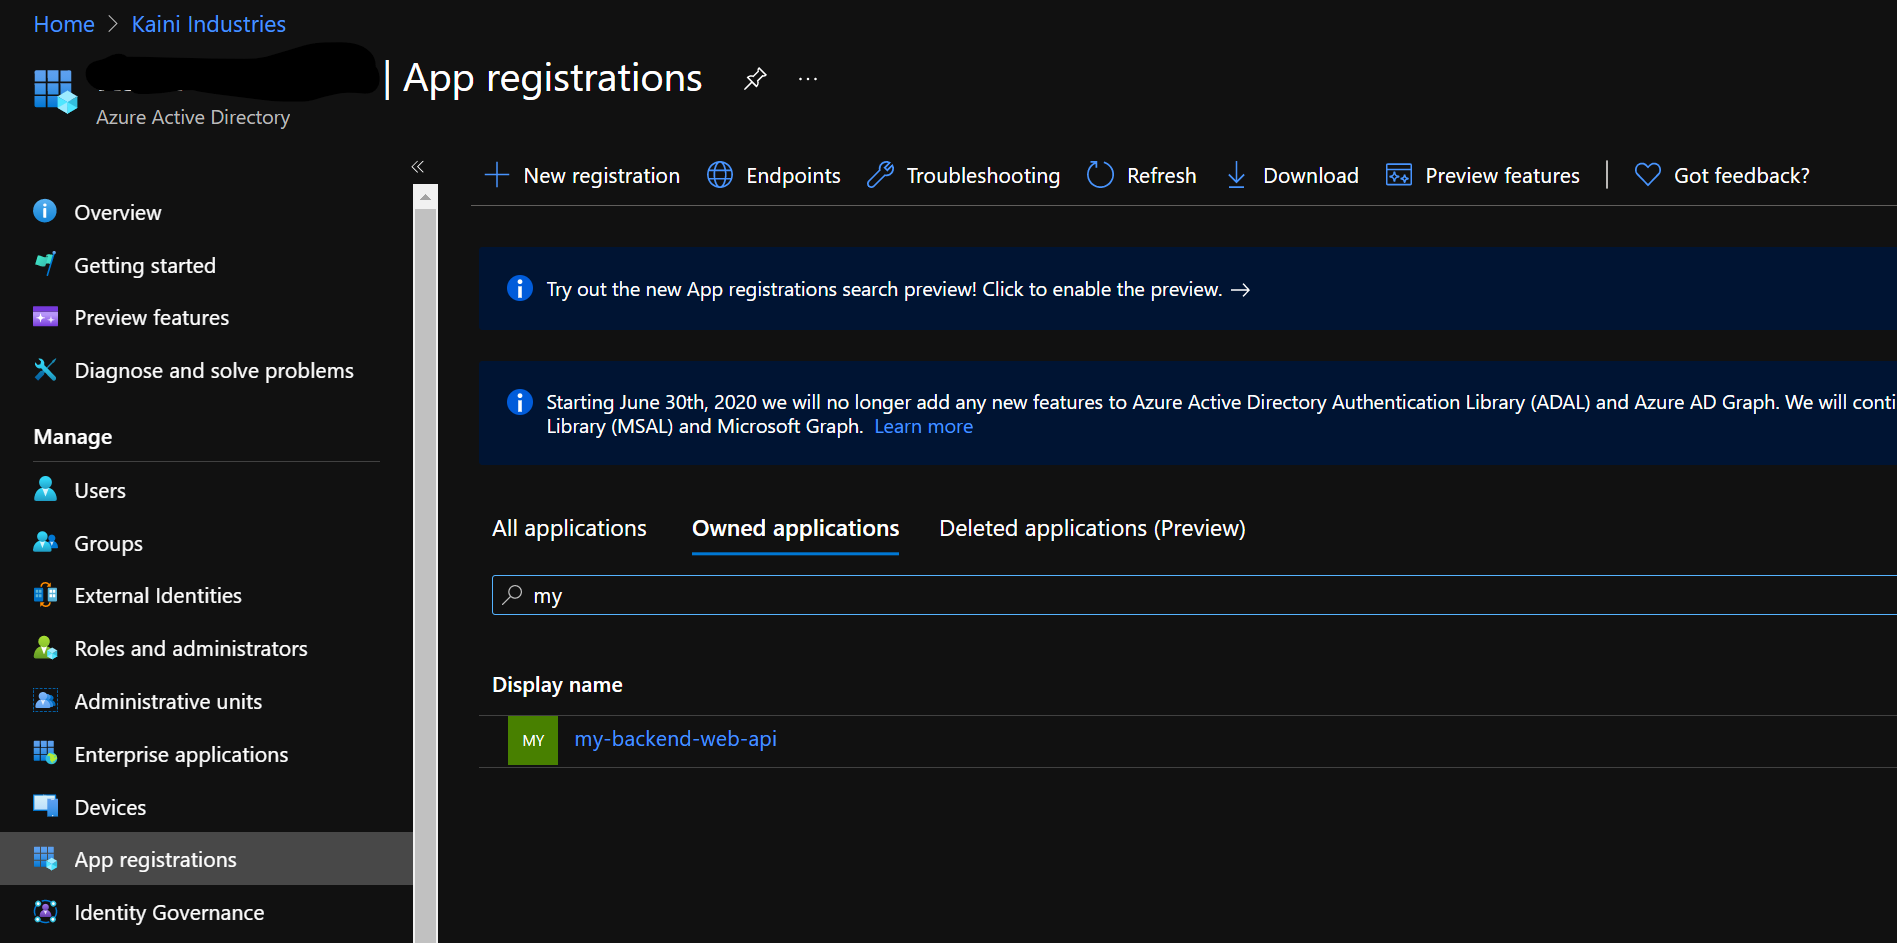 Home > Kaini Industries
| App registrations ...
Azure Active Directory
«
Overview
Getting started
Preview features
Diagnose and solve problems
Manage
Users
Groups
External Identities
Roles and administrators
Administrative units
Enterprise applications
Devices
App registrations
Identity Governance
New registration Endpoints Troubleshooting Refresh Download Preview features | Got feedback?
Try out the new App registrations search preview! Click to enable the preview. →
Starting June 30th, 2020 we will no longer add any new features to Azure Active Directory Authentication Library (ADAL) and Azure AD Graph. We will conti
Library (MSAL) and Microsoft Graph. Learn more
All applications Owned applications Deleted applications (Preview)
my
Display name
MY my-backend-web-api